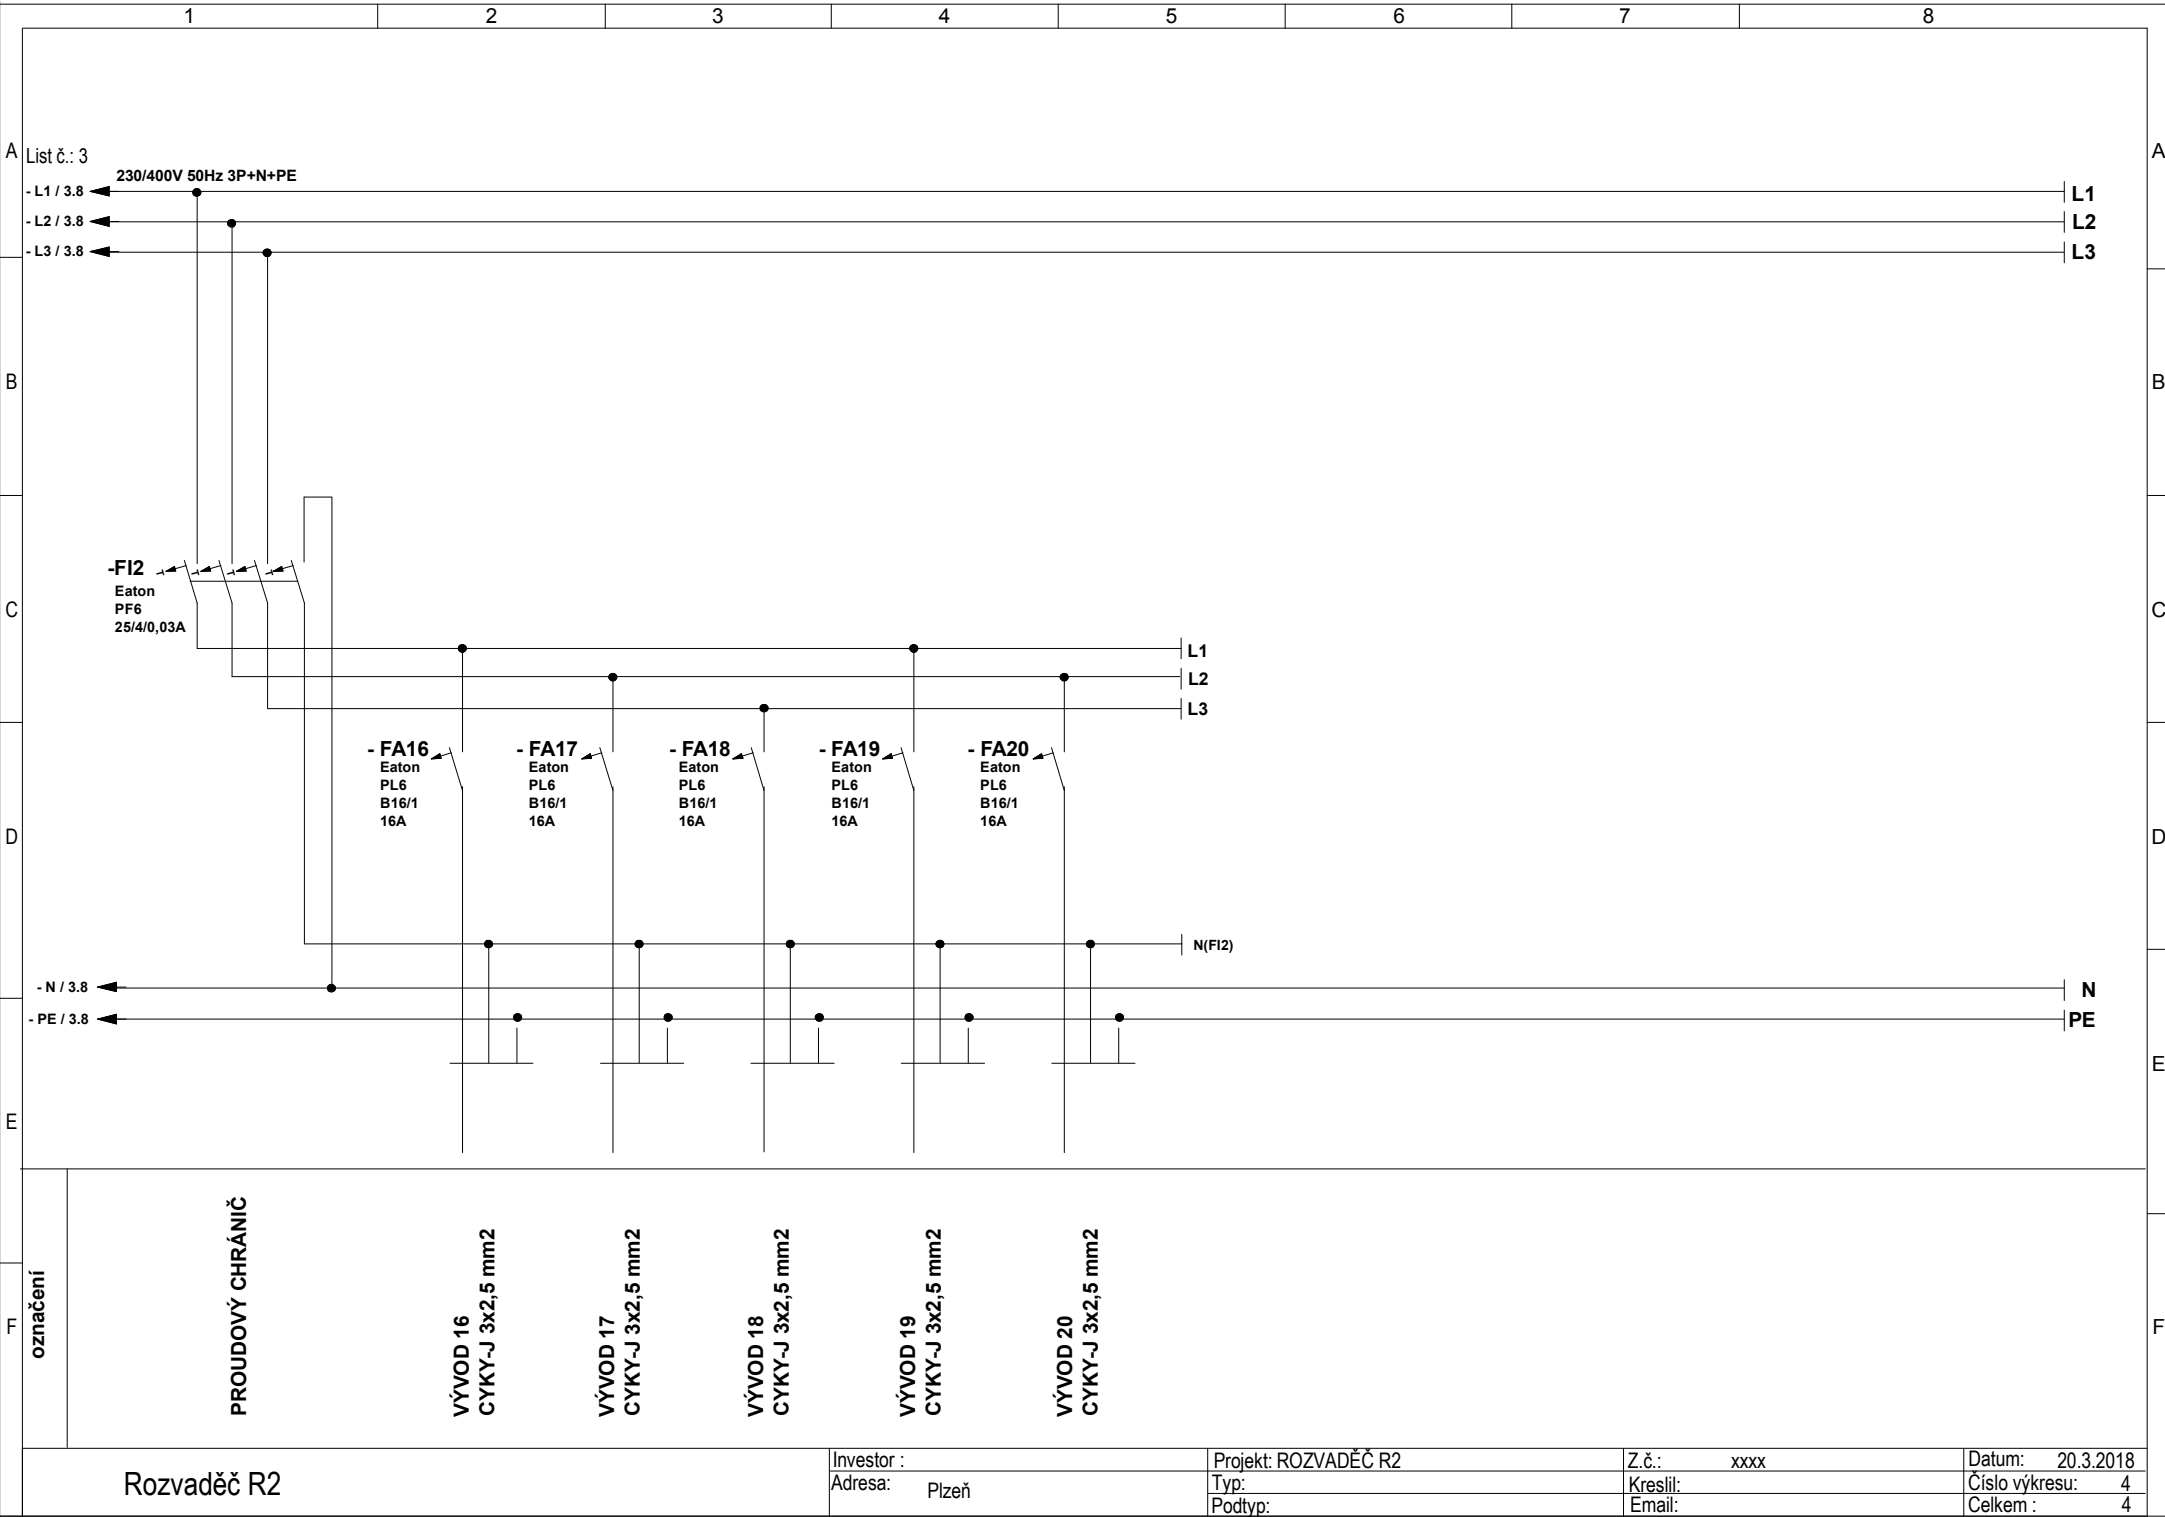 1 2 3 4 5 6 7 8
A List č.: 3 A
230/400V 50Hz 3P+N+PE
- L1 / 3.8 L1
- L2 / 3.8 L2
- L3 / 3.8 L3
B B
-FI2
Eaton
PF6
25/4/0,03A
C C
L1
L2
L3
- FA16
Eaton
PL6
B16/1
16A
- FA17
Eaton
PL6
B16/1
16A
- FA18
Eaton
PL6
B16/1
16A
- FA19
Eaton
PL6
B16/1
16A
- FA20
Eaton
PL6
B16/1
16A
D D
N(FI2)
- N / 3.8 N
- PE / 3.8 PE
E
E
F F
označení
PROUDOVÝ CHRÁNIČ
VÝVOD 16
CYKY-J 3x2,5 mm2
VÝVOD 17
CYKY-J 3x2,5 mm2
VÝVOD 18
CYKY-J 3x2,5 mm2
VÝVOD 19
CYKY-J 3x2,5 mm2
VÝVOD 20
CYKY-J 3x2,5 mm2
Rozvaděč R2
Investor :
Adresa: Plzeň
Projekt: ROZVADĚČ R2
Typ:
Podtyp:
Z.č.: xxxx
Kreslil:
Email:
Datum: 20.3.2018
Číslo výkresu: 4
Celkem : 4